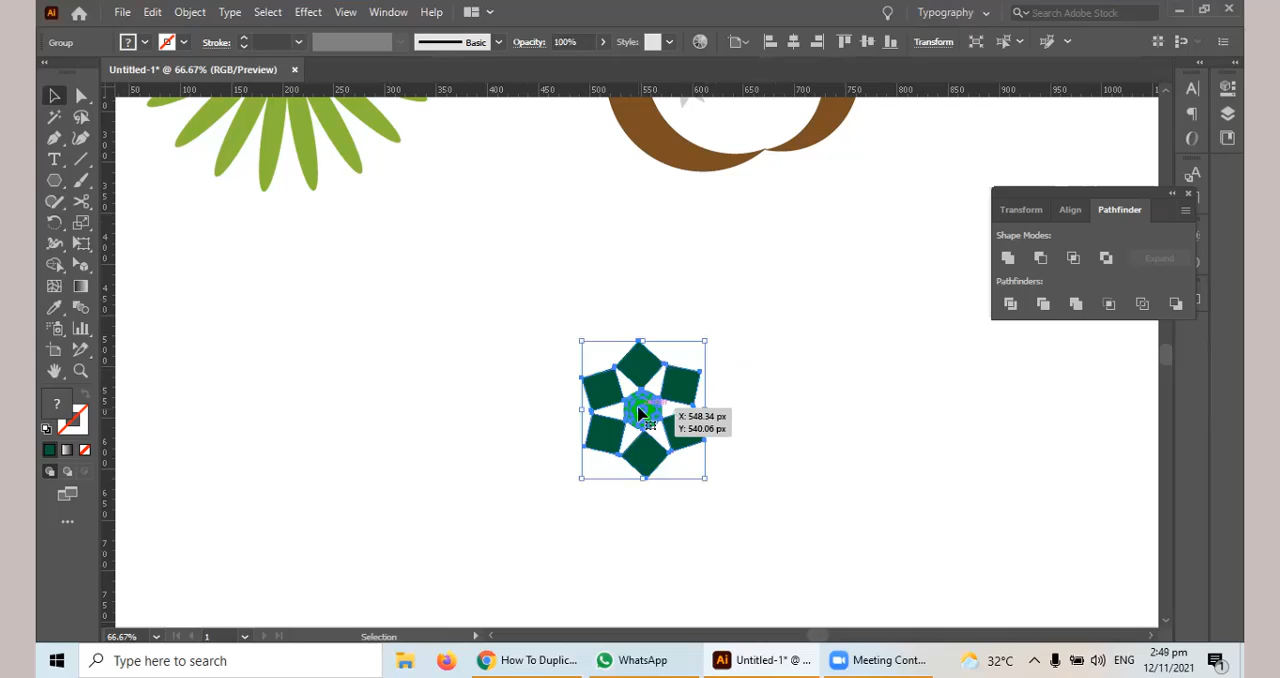 Ai File Edit Object Type Select Effect View Window Help Typography Search Adobe Stock
Group ? Stroke: Basic Opacity: 100% Style: Transform
Untitled-1* @ 66.67% (RGB/Preview) ×
50 100 150 200 250 300 350 400 450 500 550 600 650 700 750 800 850 900 950 1000 1
Transform Align Pathfinder
Shape Modes:
Expand
Pathfinders:
?
X: 548.34 px
Y: 540.06 px
66.67% 1 Selection
Type here to search How To Duplic... WhatsApp Ai Untitled-1* @ ... Meeting Cont... 32°C ENG 2:49 pm
12/11/2021 1